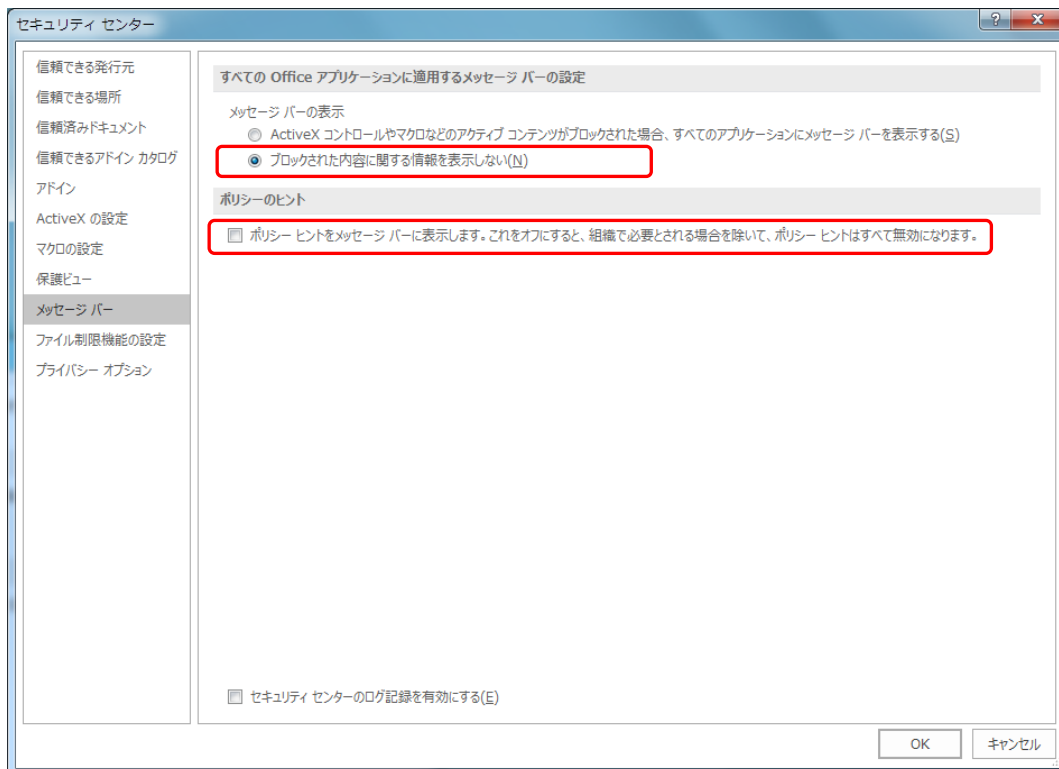 セキュリティ センター
信頼できる発行元
信頼できる場所
信頼済みドキュメント
信頼できるアドイン カタログ
アドイン
ActiveX の設定
マクロの設定
保護ビュー
メッセージ バー
ファイル制限機能の設定
プライバシー オプション
すべての Office アプリケーションに適用するメッセージ バーの設定
メッセージ バーの表示
ActiveX コントロールやマクロなどのアクティブ コンテンツがブロックされた場合、すべてのアプリケーションにメッセージ バーを表示する(S)
ブロックされた内容に関する情報を表示しない(N)
ポリシーのヒント
ポリシー ヒントをメッセージ バーに表示します。これをオフにすると、組織で必要とされる場合を除いて、ポリシー ヒントはすべて無効になります。
セキュリティ センターのログ記録を有効にする(E)
OK
キャンセル